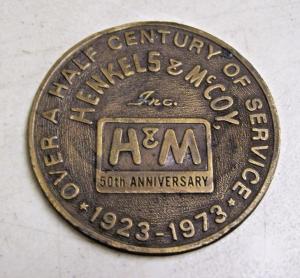 OVER A HALF CENTURY OF SERVICE
HENKELS & McCOY,
Inc.
H&M
50th ANNIVERSARY
* 1923-1973 *